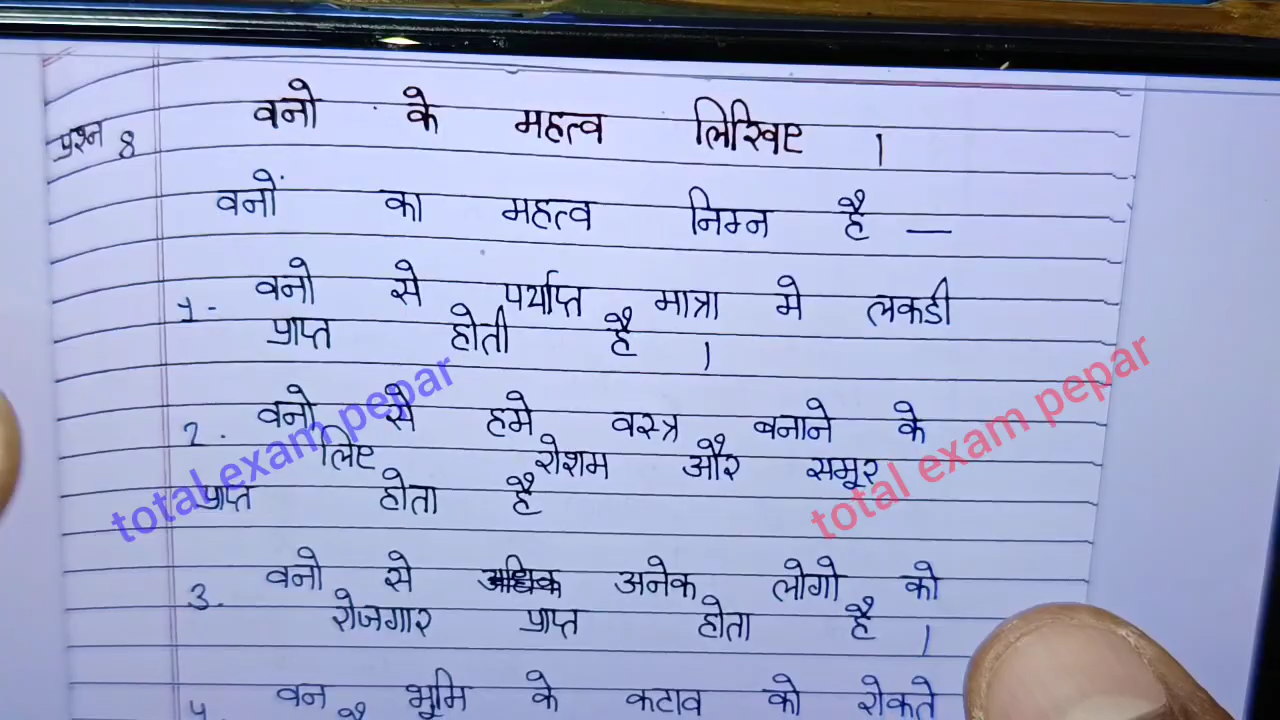 प्रश्न 8 वनो के महत्व लिखिए ।
वनों का महत्व निम्न है —
1- वनो से पर्याप्त मात्रा मे लकडी
प्राप्त होती है ।
2. वनो से हमे वस्त्र बनाने के
लिए रोशम और समूर
प्राप्त होता है
3. वनो से अधिक अनेक लोगो को
रोजगार प्राप्त होता है ।
4. वन भूमि के कटाव को रोकते
है
total exam pepar
total exam pepar